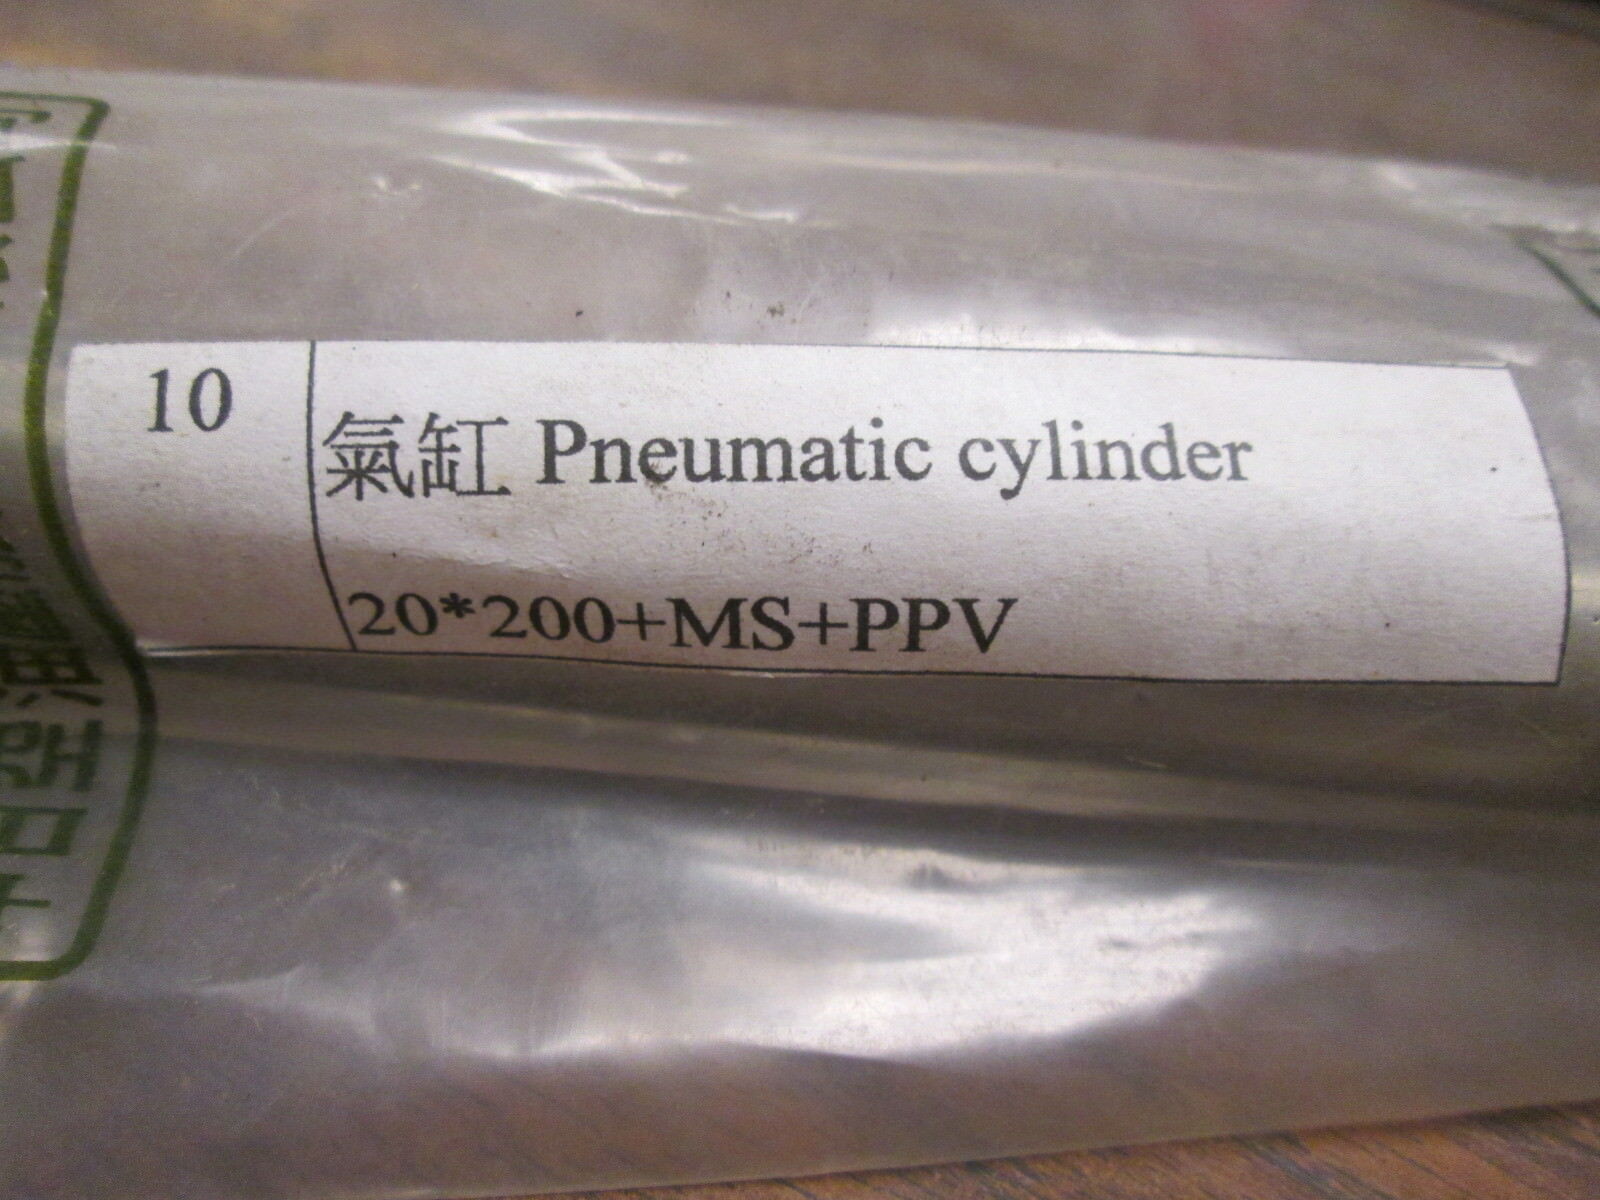 10
氣缸 Pneumatic cylinder
20*200+MS+PPV